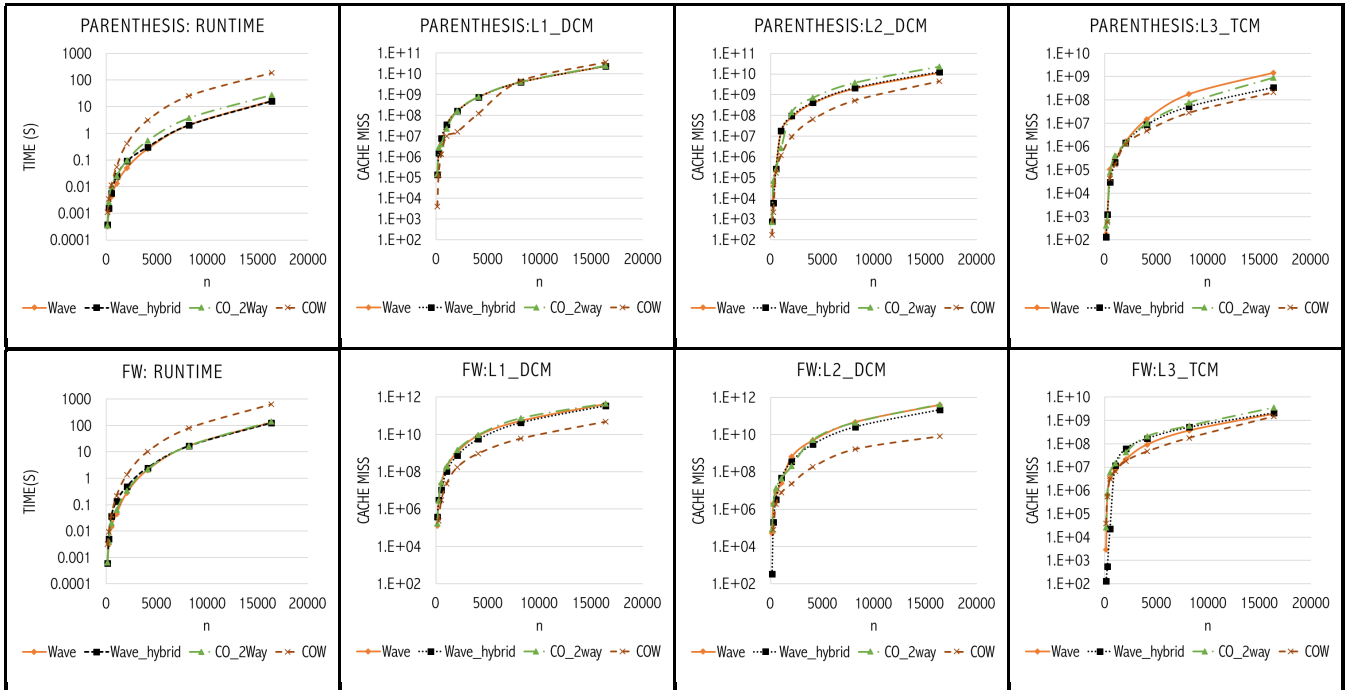 PARENTHESIS: RUNTIME
TIME (S)
1000
100
10
1
0.1
0.01
0.001
0.0001
0 5000 10000 15000 20000
n
Wave Wave_hybrid CO_2Way COW
PARENTHESIS:L1_DCM
CACHE MISS
1.E+11
1.E+10
1.E+09
1.E+08
1.E+07
1.E+06
1.E+05
1.E+04
1.E+03
1.E+02
0 5000 10000 15000 20000
n
Wave Wave_hybrid CO_2way COW
PARENTHESIS:L2_DCM
CACHE MISS
1.E+11
1.E+10
1.E+09
1.E+08
1.E+07
1.E+06
1.E+05
1.E+04
1.E+03
1.E+02
0 5000 10000 15000 20000
n
Wave Wave_hybrid CO_2way COW
PARENTHESIS:L3_TCM
CACHE MISS
1.E+10
1.E+09
1.E+08
1.E+07
1.E+06
1.E+05
1.E+04
1.E+03
1.E+02
0 5000 10000 15000 20000
n
Wave Wave_hybrid CO_2way COW
FW: RUNTIME
TIME(S)
1000
100
10
1
0.1
0.01
0.001
0.0001
0 5000 10000 15000 20000
n
Wave Wave_hybrid CO_2Way COW
FW:L1_DCM
CACHE MISS
1.E+12
1.E+10
1.E+08
1.E+06
1.E+04
1.E+02
0 5000 10000 15000 20000
n
Wave Wave_hybrid CO_2way COW
FW:L2_DCM
CACHE MISS
1.E+12
1.E+10
1.E+08
1.E+06
1.E+04
1.E+02
0 5000 10000 15000 20000
n
Wave Wave_hybrid CO_2way COW
FW:L3_TCM
CACHE MISS
1.E+10
1.E+09
1.E+08
1.E+07
1.E+06
1.E+05
1.E+04
1.E+03
1.E+02
0 5000 10000 15000 20000
n
Wave Wave_hybrid CO_2way COW